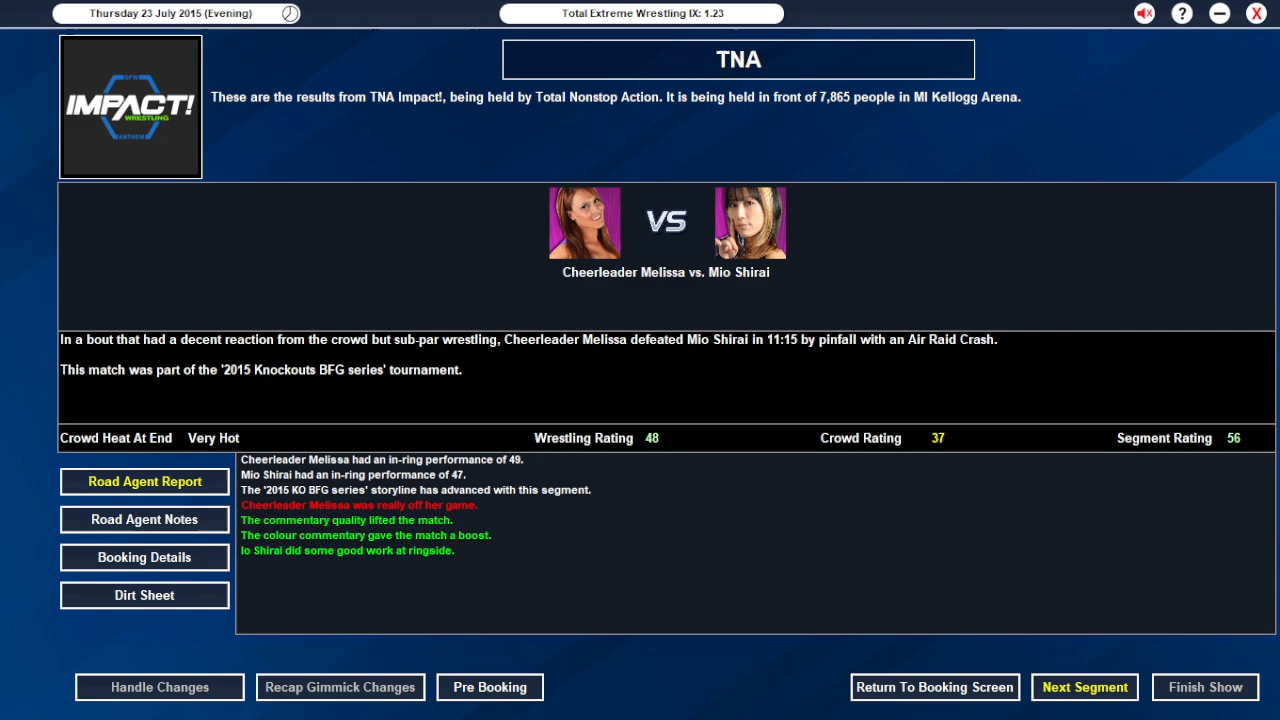 Thursday 23 July 2015 (Evening)
Total Extreme Wrestling IX: 1.23
?
X
TNA
GFW
IMPACT!
WRESTLING
ANTHEM
These are the results from TNA Impact!, being held by Total Nonstop Action. It is being held in front of 7,865 people in MI Kellogg Arena.
VS
Cheerleader Melissa vs. Mio Shirai
In a bout that had a decent reaction from the crowd but sub-par wrestling, Cheerleader Melissa defeated Mio Shirai in 11:15 by pinfall with an Air Raid Crash.
This match was part of the '2015 Knockouts BFG series' tournament.
Crowd Heat At End Very Hot Wrestling Rating 48 Crowd Rating 37 Segment Rating 56
Road Agent Report
Road Agent Notes
Booking Details
Dirt Sheet
Cheerleader Melissa had an in-ring performance of 49.
Mio Shirai had an in-ring performance of 47.
The '2015 KO BFG series' storyline has advanced with this segment.
Cheerleader Melissa was really off her game.
The commentary quality lifted the match.
The colour commentary gave the match a boost.
Io Shirai did some good work at ringside.
Handle Changes
Recap Gimmick Changes
Pre Booking
Return To Booking Screen
Next Segment
Finish Show